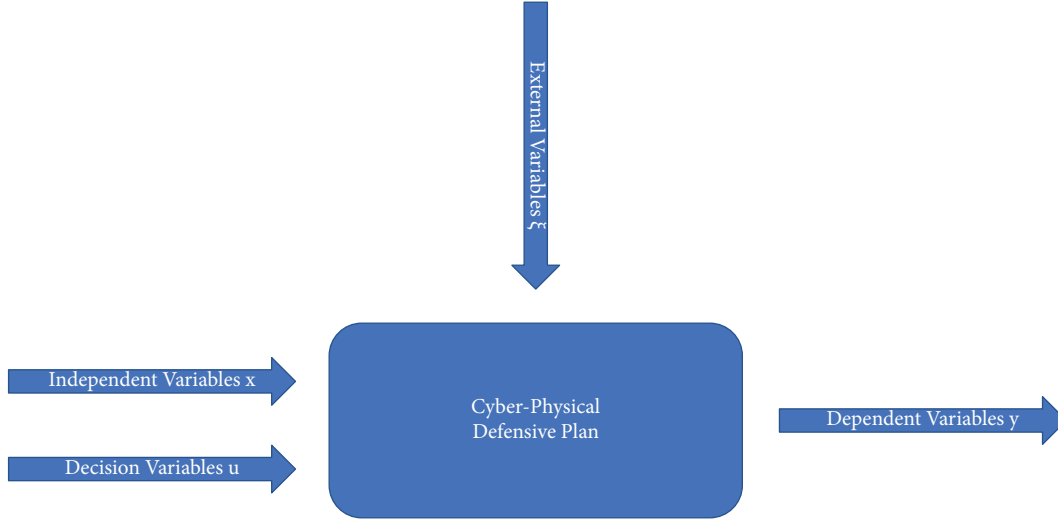 External Variables ξ
Independent Variables x
Decision Variables u
Cyber-Physical
Defensive Plan
Dependent Variables y